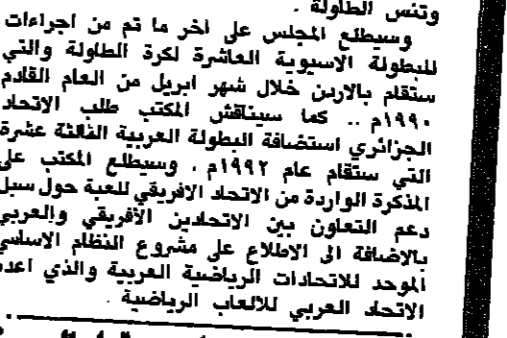 وتنس الطاولة .
وسيطلع المجلس على اخر ما تم من اجراءات
للبطولة الاسيوية العاشرة لكرة الطاولة والتي
ستقام بالاردن خلال شهر ابريل من العام القادم
١٩٩٠م .. كما سيناقش المكتب طلب الاتحاد
الجزائري استضافة البطولة العربية الثالثة عشرة
التي ستقام عام ١٩٩٢م . وسيطلع المكتب على
المذكرة الواردة من الاتحاد الافريقي للعبة حول سبل
دعم التعاون بين الاتحادين الأفريقي والعربي
بالاضافة الى الاطلاع على مشروع النظام الاساسي
الموحد للاتحادات الرياضية العربية والذي اعده
الاتحاد العربي للالعاب الرياضية .